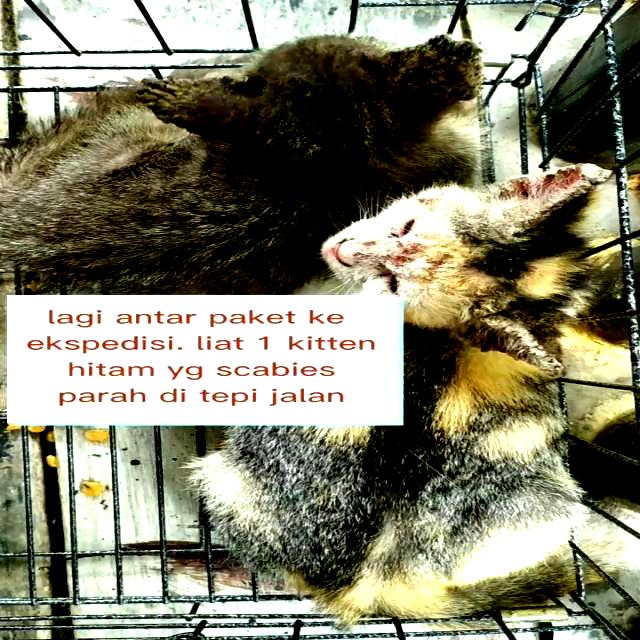 lagi antar paket ke
ekspedisi. liat 1 kitten
hitam yg scabies
parah di tepi jalan